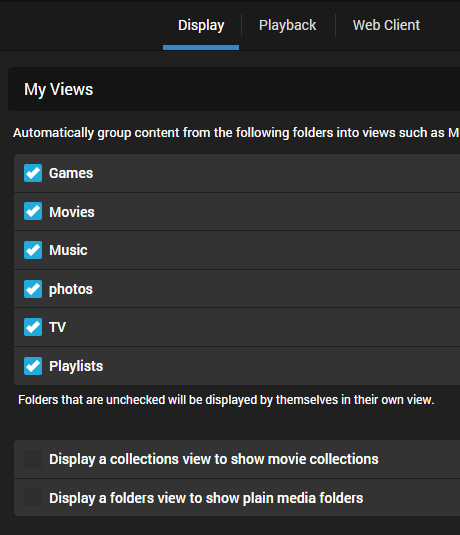 Display Playback Web Client
My Views
Automatically group content from the following folders into views such as
Games
Movies
Music
photos
TV
Playlists
Folders that are unchecked will be displayed by themselves in their own view.
Display a collections view to show movie collections
Display a folders view to show plain media folders